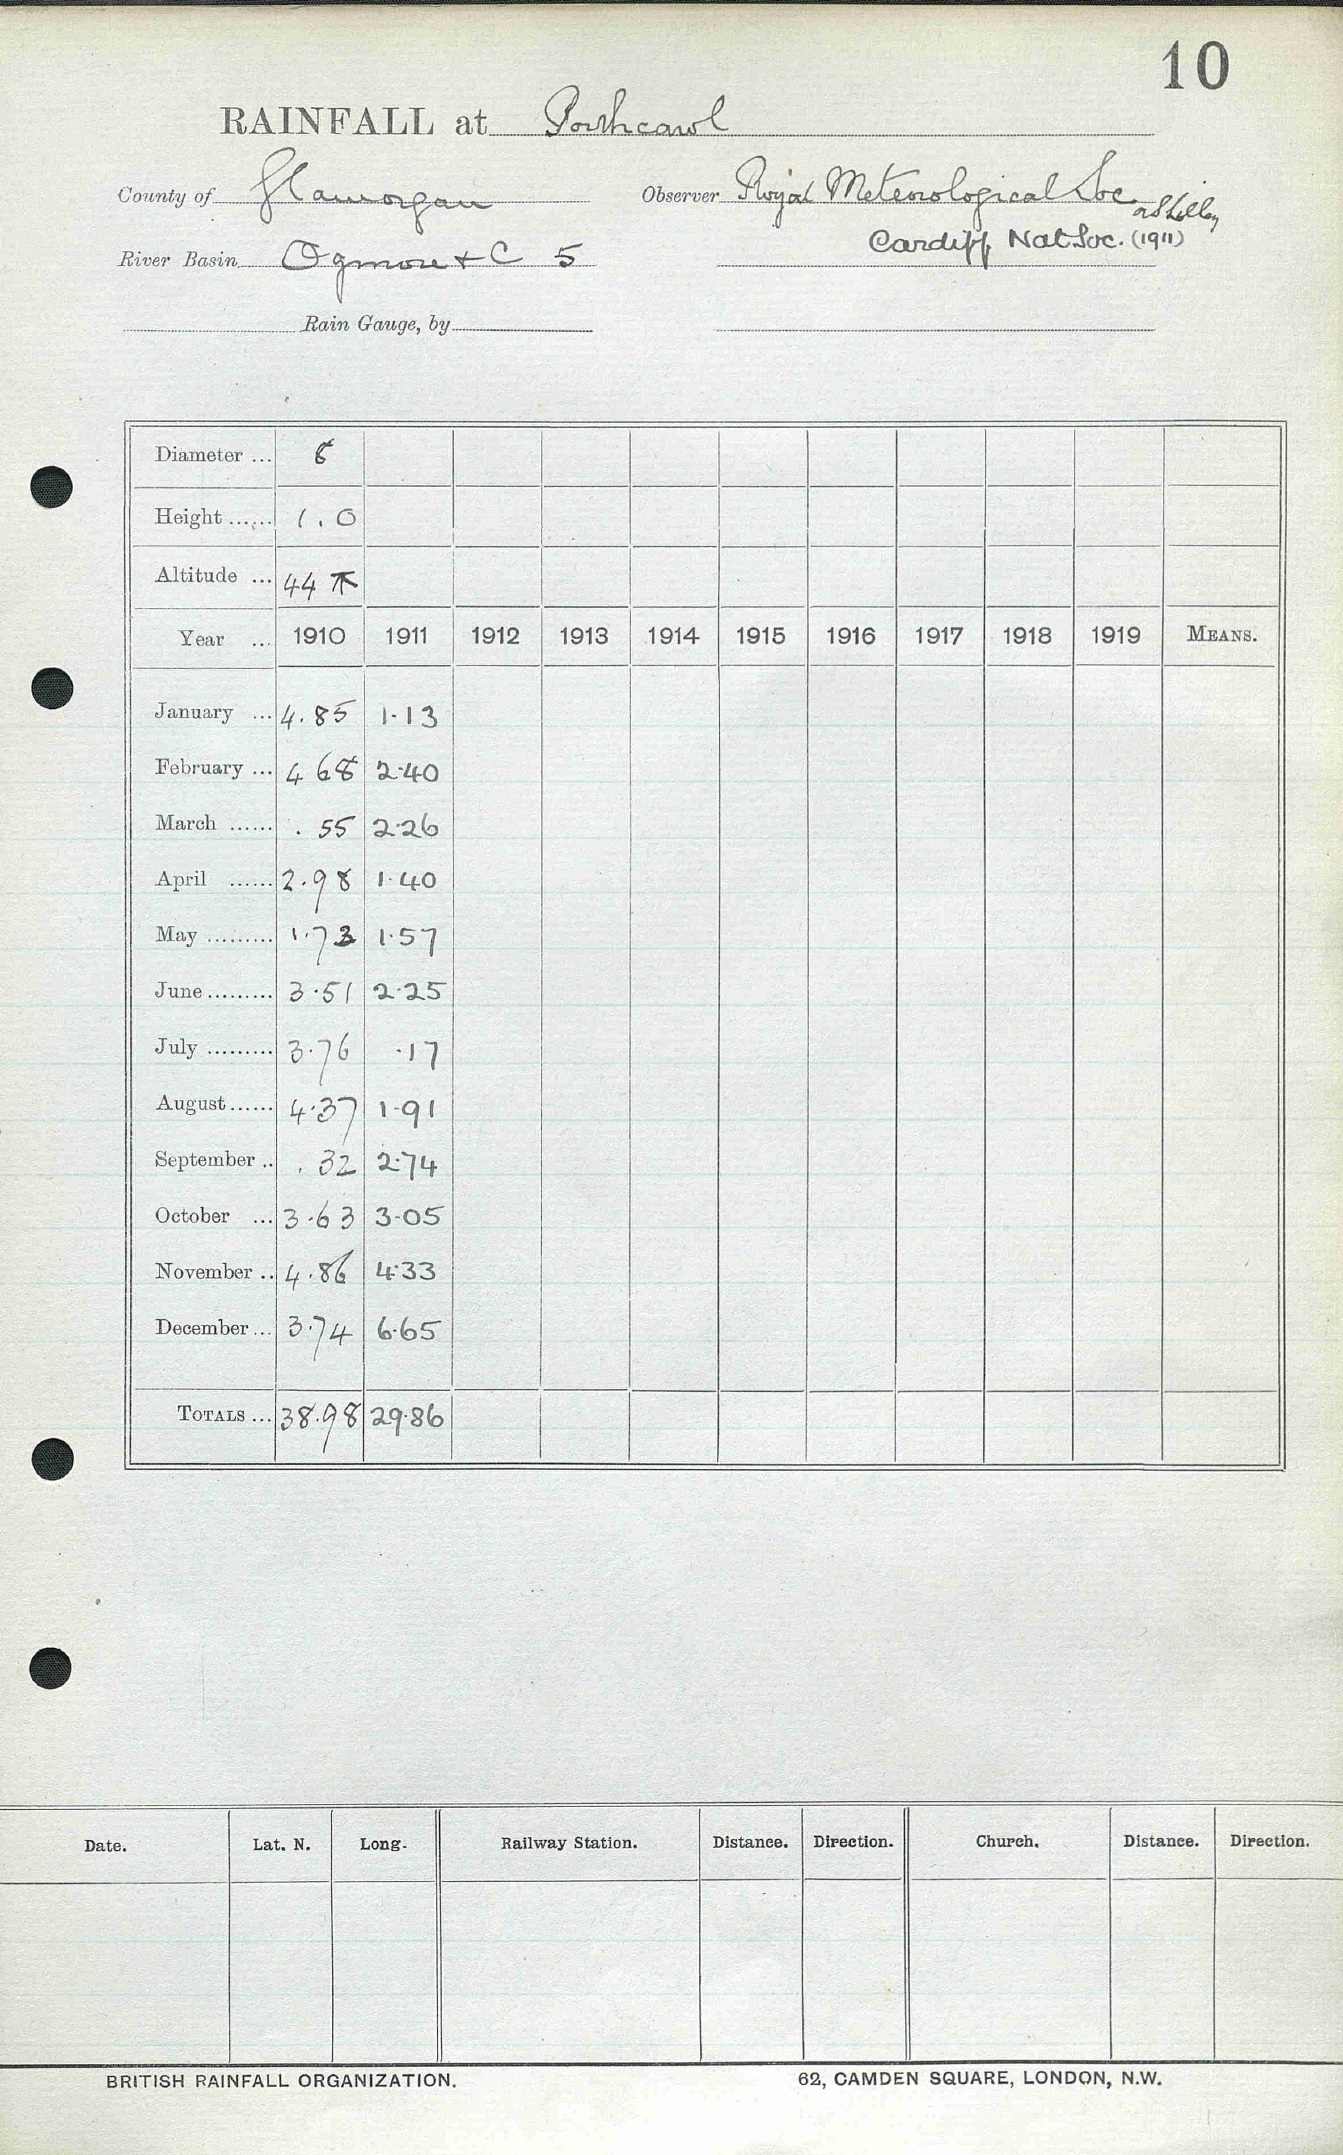 10
RAINFALL at Porthcawl
County of Glamorgan Observer Royal Meteorological Soc
Cardiff Nat Soc. (1911)
River Basin Ogmore + C 5
Rain Gauge, by
Diameter ... 8
Height ...... 1.0
Altitude ... 44
Year ... 1910 1911 1912 1913 1914 1915 1916 1917 1918 1919 MEANS.
January ... 4.85 1.13
February ... 4 68 2.40
March ...... .55 2.26
April ...... 2.98 1.40
May ......... 1.73 1.57
June ......... 3.51 2.25
July ......... 3.76 .17
August ...... 4.37 1.91
September .. .32 2.74
October ... 3.63 3.05
November .. 4.86 4.33
December ... 3.74 6.65
TOTALS ... 38.98 29.86
Date. Lat. N. Long. Railway Station. Distance. Direction. Church. Distance. Direction.
BRITISH RAINFALL ORGANIZATION. 62, CAMDEN SQUARE, LONDON, N.W.